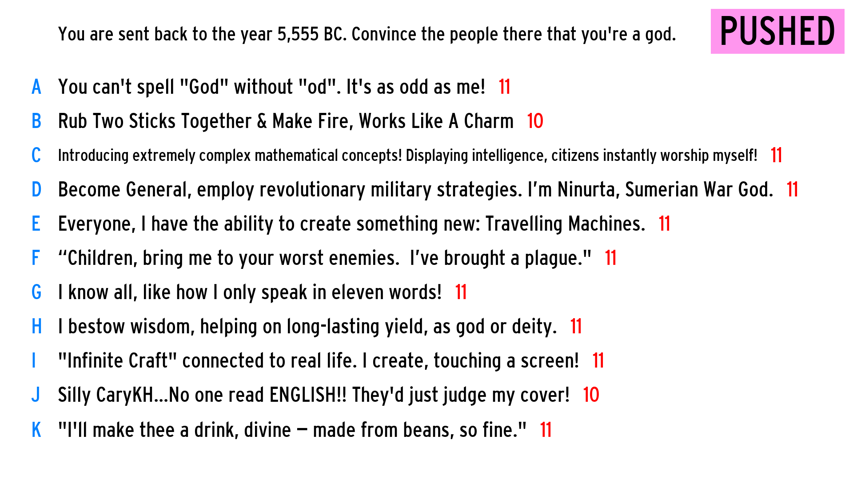 You are sent back to the year 5,555 BC. Convince the people there that you're a god. PUSHED
A You can't spell "God" without "od". It's as odd as me! 11
B Rub Two Sticks Together & Make Fire, Works Like A Charm 10
C Introducing extremely complex mathematical concepts! Displaying intelligence, citizens instantly worship myself! 11
D Become General, employ revolutionary military strategies. I’m Ninurta, Sumerian War God. 11
E Everyone, I have the ability to create something new: Travelling Machines. 11
F “Children, bring me to your worst enemies. I’ve brought a plague." 11
G I know all, like how I only speak in eleven words! 11
H I bestow wisdom, helping on long-lasting yield, as god or deity. 11
I "Infinite Craft" connected to real life. I create, touching a screen! 11
J Silly CaryKH...No one read ENGLISH!! They'd just judge my cover! 10
K "I'll make thee a drink, divine – made from beans, so fine." 11